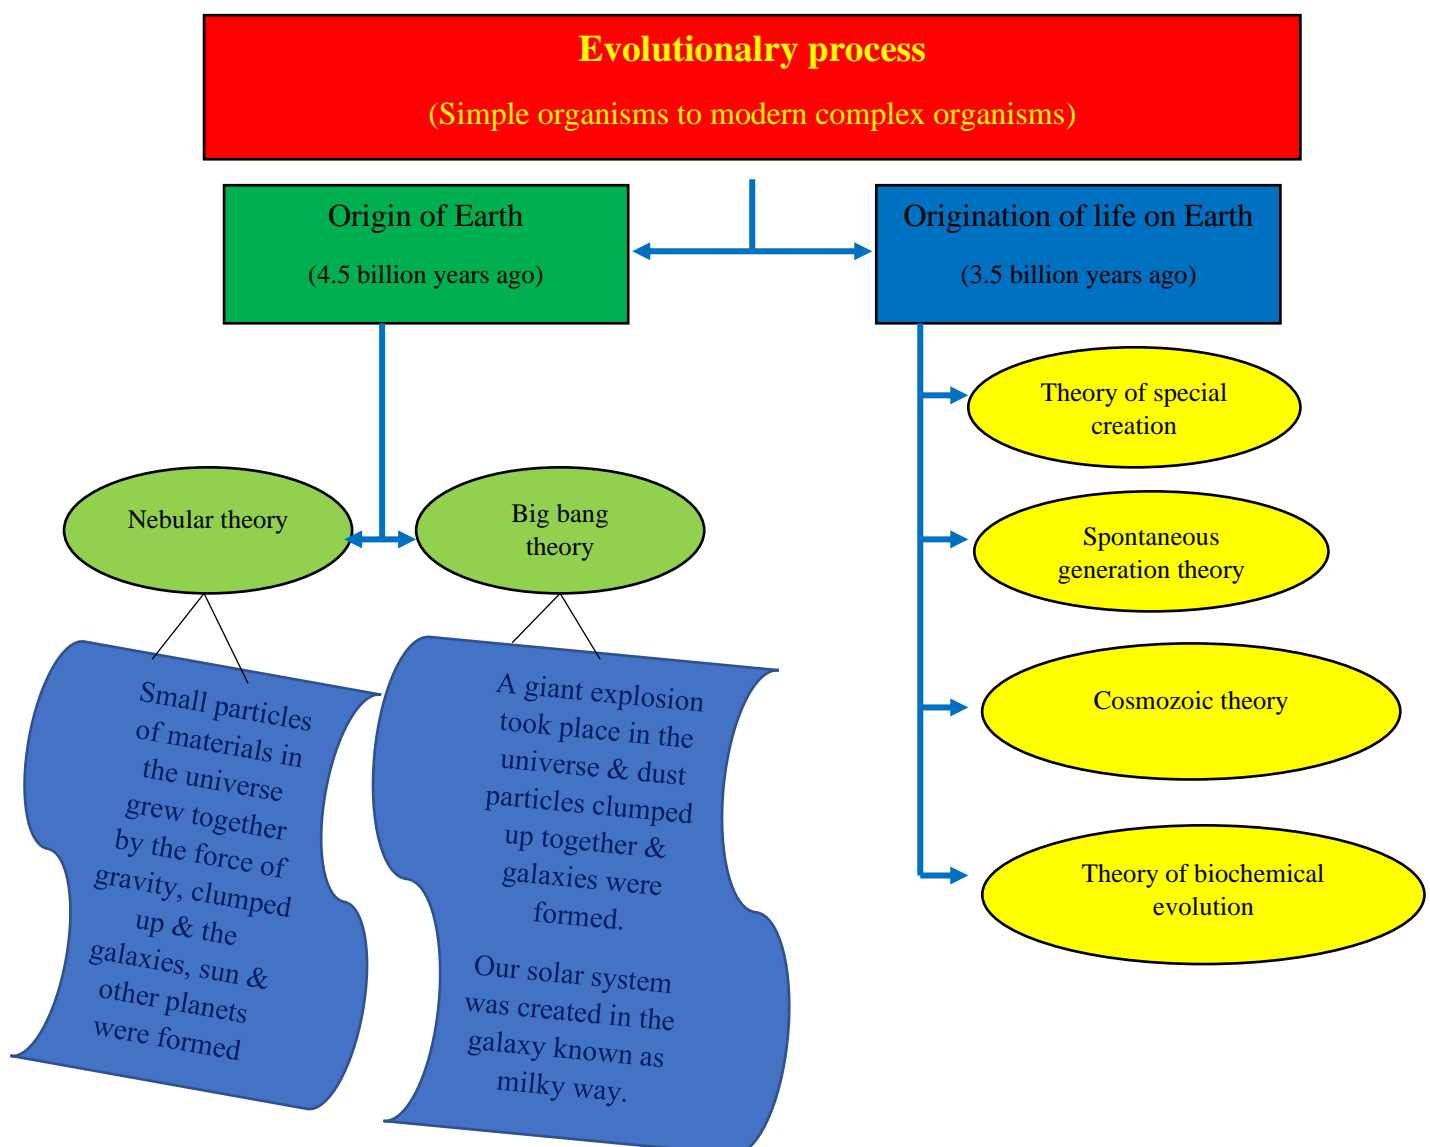 Evolutionalry process
(Simple organisms to modern complex organisms)
Origin of Earth
(4.5 billion years ago)
Origination of life on Earth
(3.5 billion years ago)
Nebular theory
Big bang
theory
Small particles
of materials in
the universe
grew together
by the force of
gravity, clumped
up & the
galaxies, sun &
other planets
were formed
A giant explosion
took place in the
universe & dust
particles clumped
up together &
galaxies were
formed.
Our solar system
was created in the
galaxy known as
milky way.
Theory of special
creation
Spontaneous
generation theory
Cosmozoic theory
Theory of biochemical
evolution